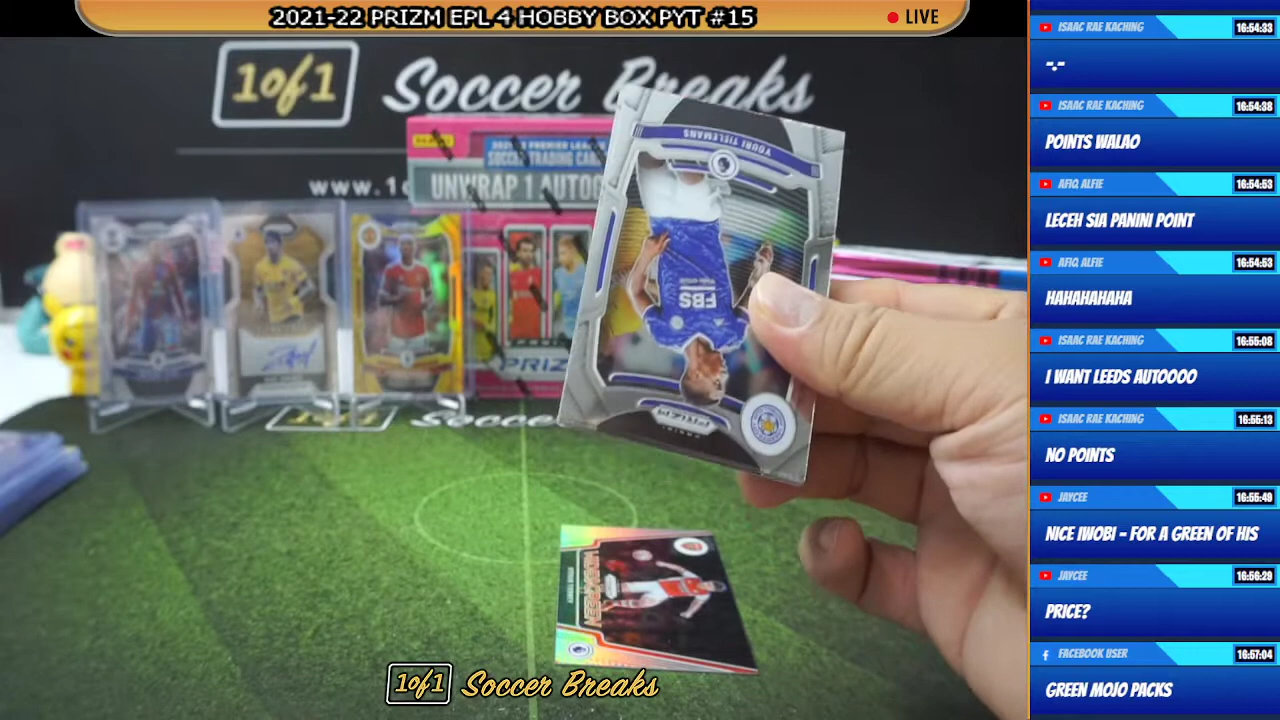 2021-22 PRIZM EPL 4 HOBBY BOX PYT #15
LIVE
1of1 Soccer Breaks
SOCCER TRADING
UNWRAP 1 AUTO
YOURI TIELEMANS
FBS
PRIZM
1of1
1of1 Soccer Breaks
ISAAC RAE KACHING 16:54:33
-.-
ISAAC RAE KACHING 16:54:38
POINTS WALAO
AFIQ ALFIE 16:54:53
LECEH SIA PANINI POINT
AFIQ ALFIE 16:54:53
HAHAHAHAHA
ISAAC RAE KACHING 16:55:08
I WANT LEEDS AUTOOOO
ISAAC RAE KACHING 16:55:13
NO POINTS
JAYCEE 16:55:49
NICE IWOBI - FOR A GREEN OF HIS
JAYCEE 16:56:29
PRICE?
FACEBOOK USER 16:57:04
GREEN MOJO PACKS